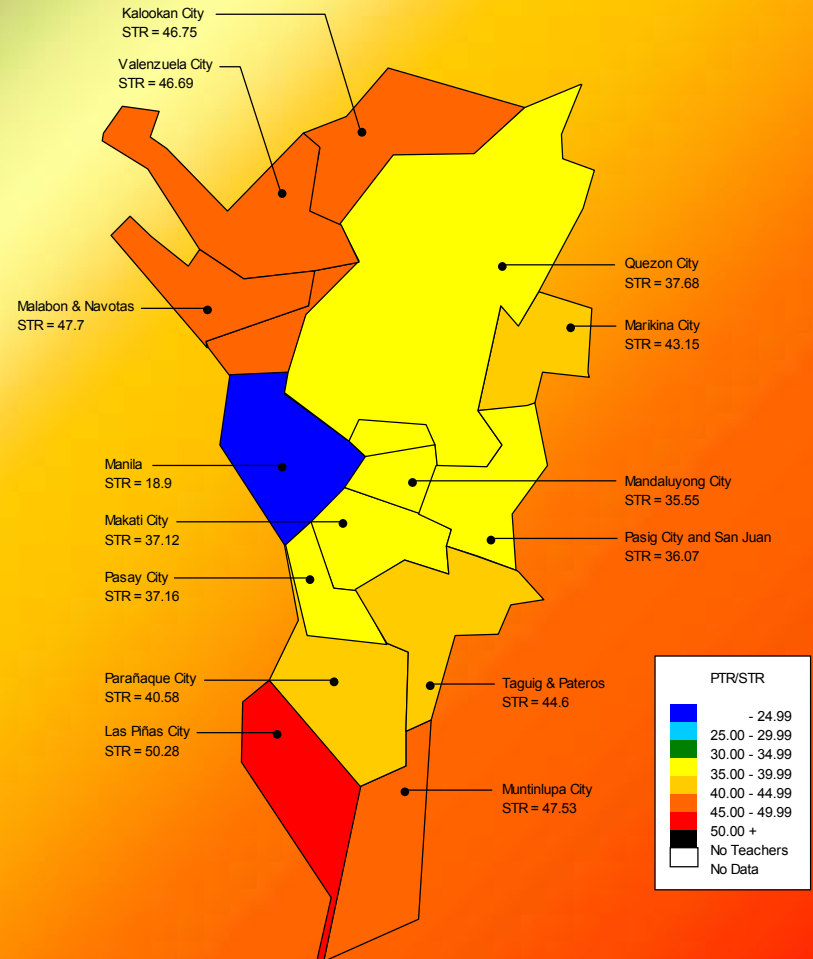 Kalookan City
STR = 46.75
Valenzuela City
STR = 46.69
Malabon & Navotas
STR = 47.7
Quezon City
STR = 37.68
Marikina City
STR = 43.15
Manila
STR = 18.9
Makati City
STR = 37.12
Pasay City
STR = 37.16
Mandaluyong City
STR = 35.55
Pasig City and San Juan
STR = 36.07
Parañaque City
STR = 40.58
Las Piñas City
STR = 50.28
Taguig & Pateros
STR = 44.6
Muntinlupa City
STR = 47.53
PTR/STR
- 24.99
25.00 - 29.99
30.00 - 34.99
35.00 - 39.99
40.00 - 44.99
45.00 - 49.99
50.00 +
No Teachers
No Data